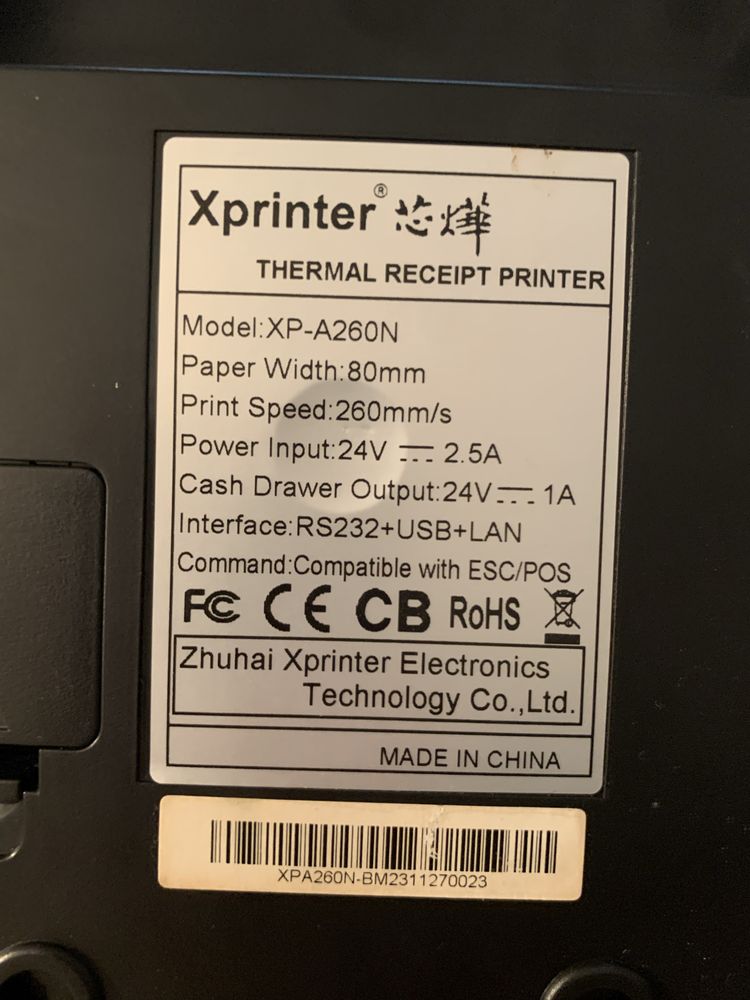 Xprinter® 芯烨
THERMAL RECEIPT PRINTER
Model:XP-A260N
Paper Width:80mm
Print Speed:260mm/s
Power Input:24V ⎓ 2.5A
Cash Drawer Output:24V⎓ 1A
Interface:RS232+USB+LAN
Command:Compatible with ESC/POS
FC CE CB RoHS
Zhuhai Xprinter Electronics
Technology Co.,Ltd.
MADE IN CHINA
XPA260N-BM2311270023